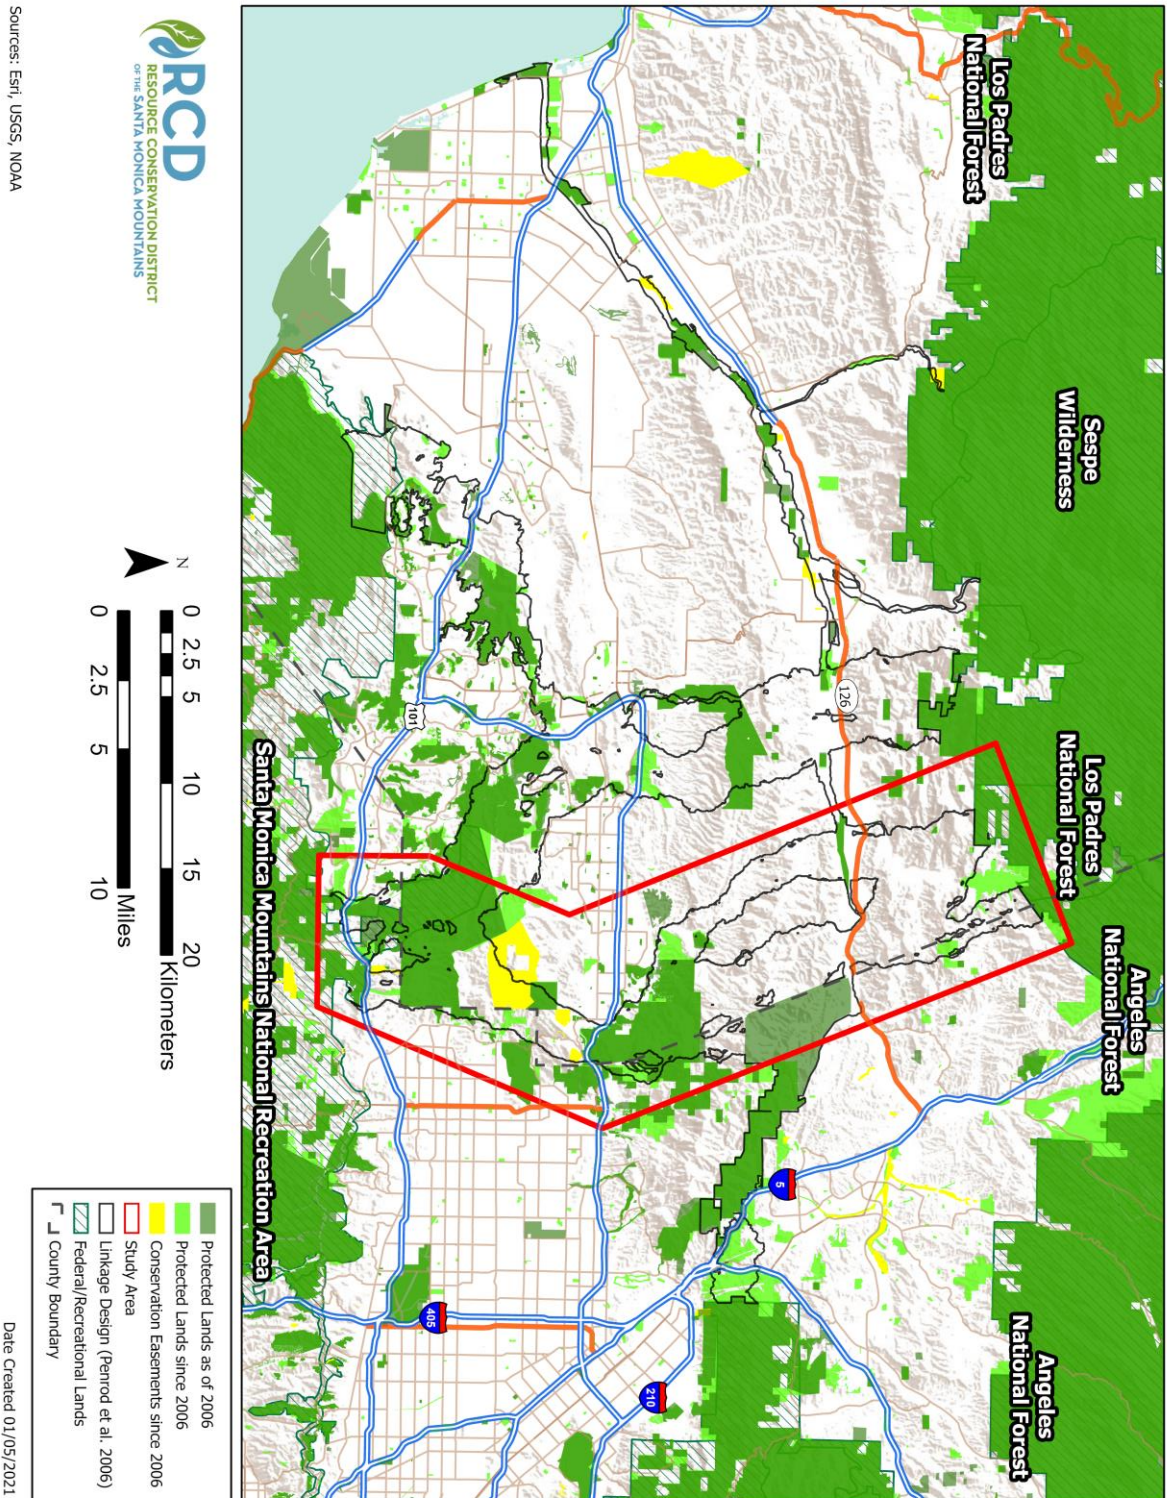 Los Padres
National Forest
Sespe
Wilderness
Los Padres
National Forest
Angeles
National Forest
Angeles
National Forest
126
101
5
405
210
Santa Monica Mountains National Recreation Area
RCD
RESOURCE CONSERVATION DISTRICT
OF THE SANTA MONICA MOUNTAINS
N
0 2.5 5 10 15 20
Kilometers
0 2.5 5 10
Miles
Protected Lands as of 2006
Protected Lands since 2006
Conservation Easements since 2006
Study Area
Linkage Design (Penrod et al. 2006)
Federal/Recreational Lands
County Boundary
Sources: Esri, USGS, NOAA
Date Created 01/05/2021